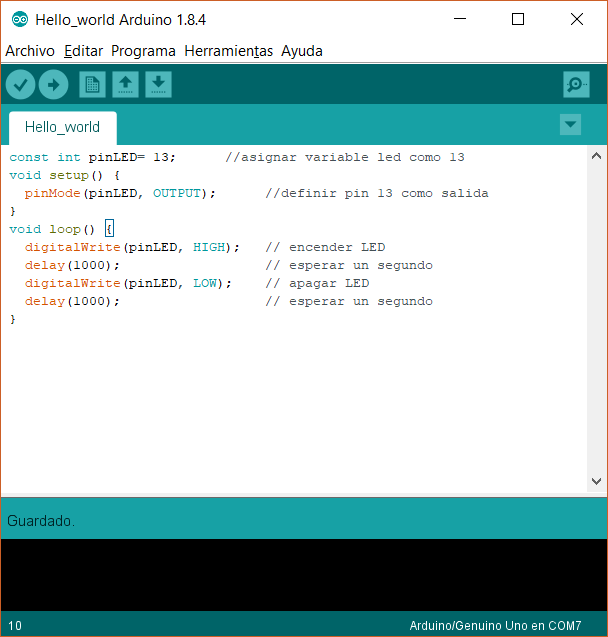 Hello_world Arduino 1.8.4
Archivo Editar Programa Herramientas Ayuda
Hello_world
const int pinLED= 13;      //asignar variable led como 13
void setup() {
  pinMode(pinLED, OUTPUT);      //definir pin 13 como salida
}
void loop() {
  digitalWrite(pinLED, HIGH);   // encender LED
  delay(1000);                  // esperar un segundo
  digitalWrite(pinLED, LOW);    // apagar LED
  delay(1000);                  // esperar un segundo
}
Guardado.
10 Arduino/Genuino Uno en COM7